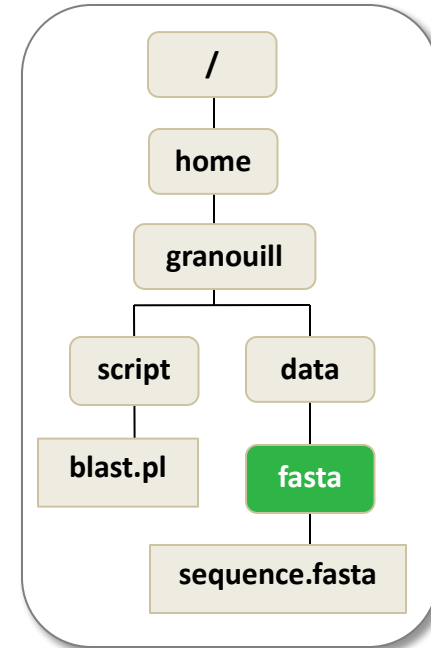 /
home
granouill
script data
blast.pl fasta
sequence.fasta